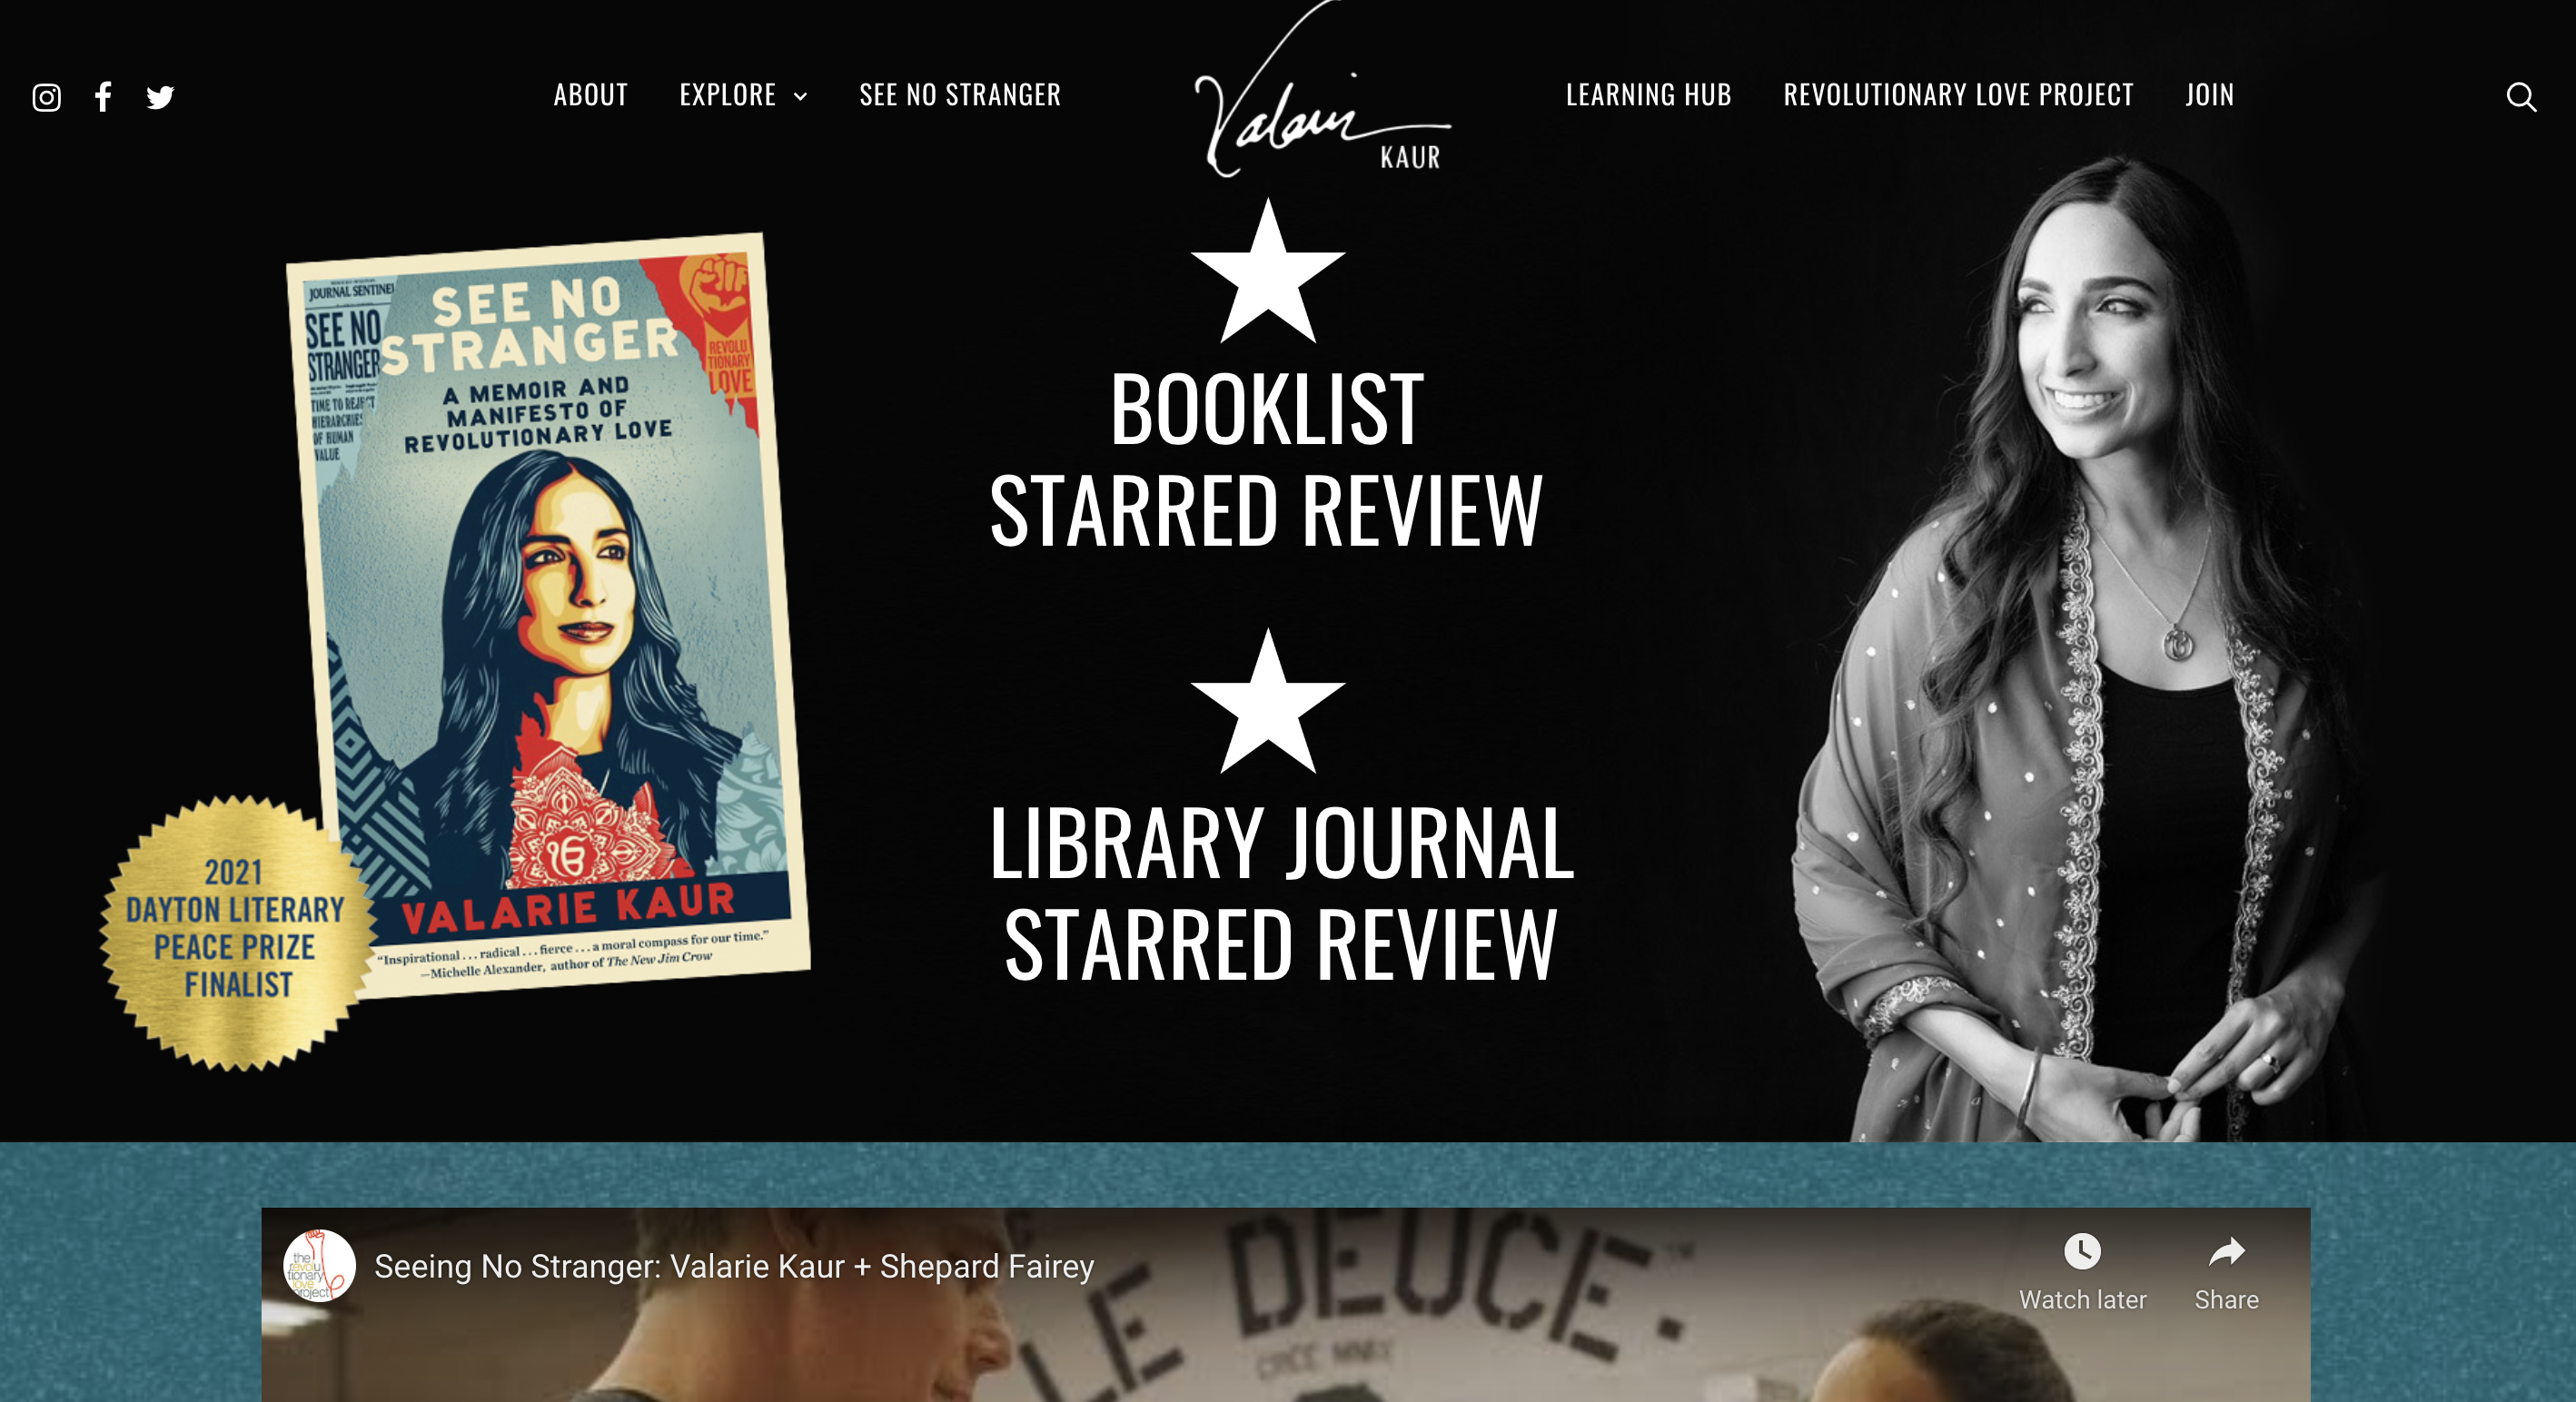 ABOUT
EXPLORE
SEE NO STRANGER
Valarie
KAUR
LEARNING HUB
REVOLUTIONARY LOVE PROJECT
JOIN
JOURNAL SENTINEL
SEE NO
STRANGER
TIME TO REJECT
HIERARCHIES
OF HUMAN
VALUE
SEE NO
STRANGER
A MEMOIR AND
MANIFESTO OF
REVOLUTIONARY LOVE
REVOLU
TIONARY
LOVE
ੴ
VALARIE KAUR
“Inspirational . . . radical . . . fierce . . . a moral compass for our time.”
—Michelle Alexander, author of The New Jim Crow
2021
DAYTON LITERARY
PEACE PRIZE
FINALIST
BOOKLIST
STARRED REVIEW
LIBRARY JOURNAL
STARRED REVIEW
the
revolu
tionary
love
project
Seeing No Stranger: Valarie Kaur + Shepard Fairey
Watch later
Share
LE DEUCE.